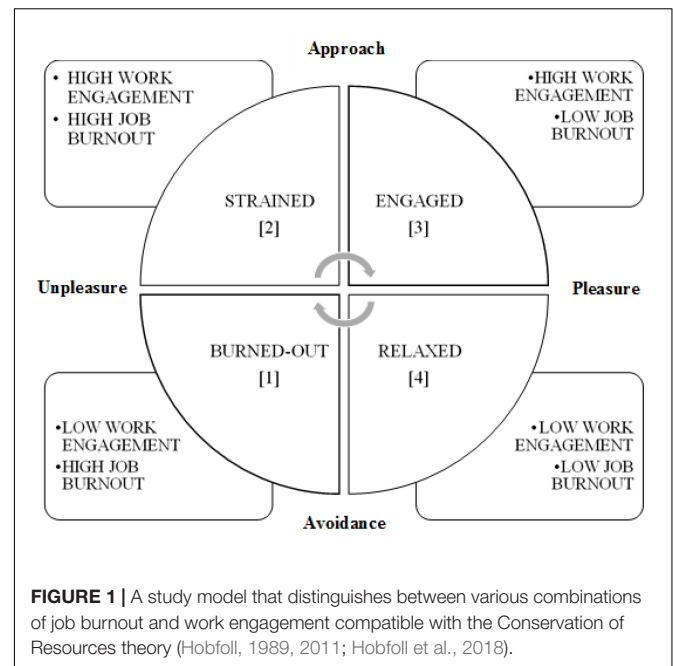 Approach
• HIGH WORK
ENGAGEMENT
• HIGH JOB
BURNOUT
•HIGH WORK
ENGAGEMENT
•LOW JOB
BURNOUT
STRAINED
[2]
ENGAGED
[3]
Unpleasure
Pleasure
BURNED-OUT
[1]
RELAXED
[4]
•LOW WORK
ENGAGEMENT
•HIGH JOB
BURNOUT
•LOW WORK
ENGAGEMENT
•LOW JOB
BURNOUT
Avoidance
FIGURE 1 | A study model that distinguishes between various combinations
of job burnout and work engagement compatible with the Conservation of
Resources theory (Hobfoll, 1989, 2011; Hobfoll et al., 2018).